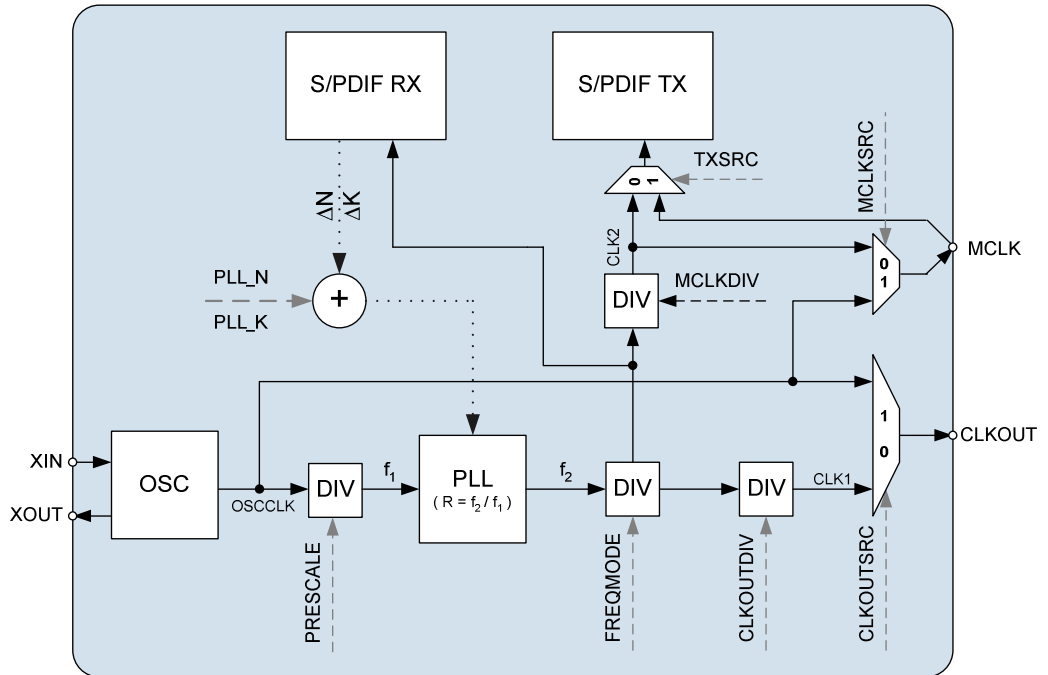 S/PDIF RX
S/PDIF TX
TXSRC
MCLKSRC
0 1
ΔN
ΔK
CLK2
MCLK
0
1
PLL_N
PLL_K
+
DIV
MCLKDIV
1
0
CLKOUT
XIN
XOUT
OSC
OSCCLK
DIV
f1
PLL
( R = f2 / f1 )
f2
DIV
DIV
CLK1
PRESCALE
FREQMODE
CLKOUTDIV
CLKOUTSRC